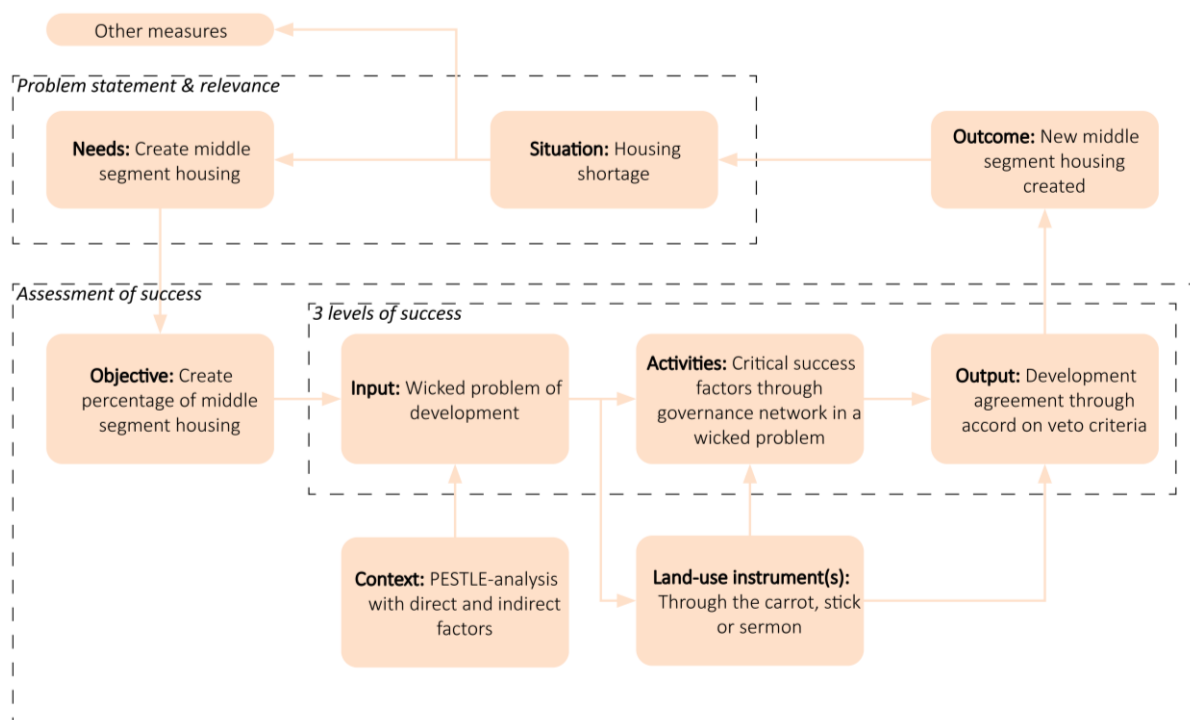 Other measures
Problem statement & relevance
Needs: Create middle
segment housing
Situation: Housing
shortage
Outcome: New middle
segment housing
created
Assessment of success
3 levels of success
Objective: Create
percentage of middle
segment housing
Input: Wicked problem of
development
Activities: Critical success
factors through
governance network in a
wicked problem
Output: Development
agreement through
accord on veto criteria
Context: PESTLE-analysis
with direct and indirect
factors
Land-use instrument(s):
Through the carrot, stick
or sermon